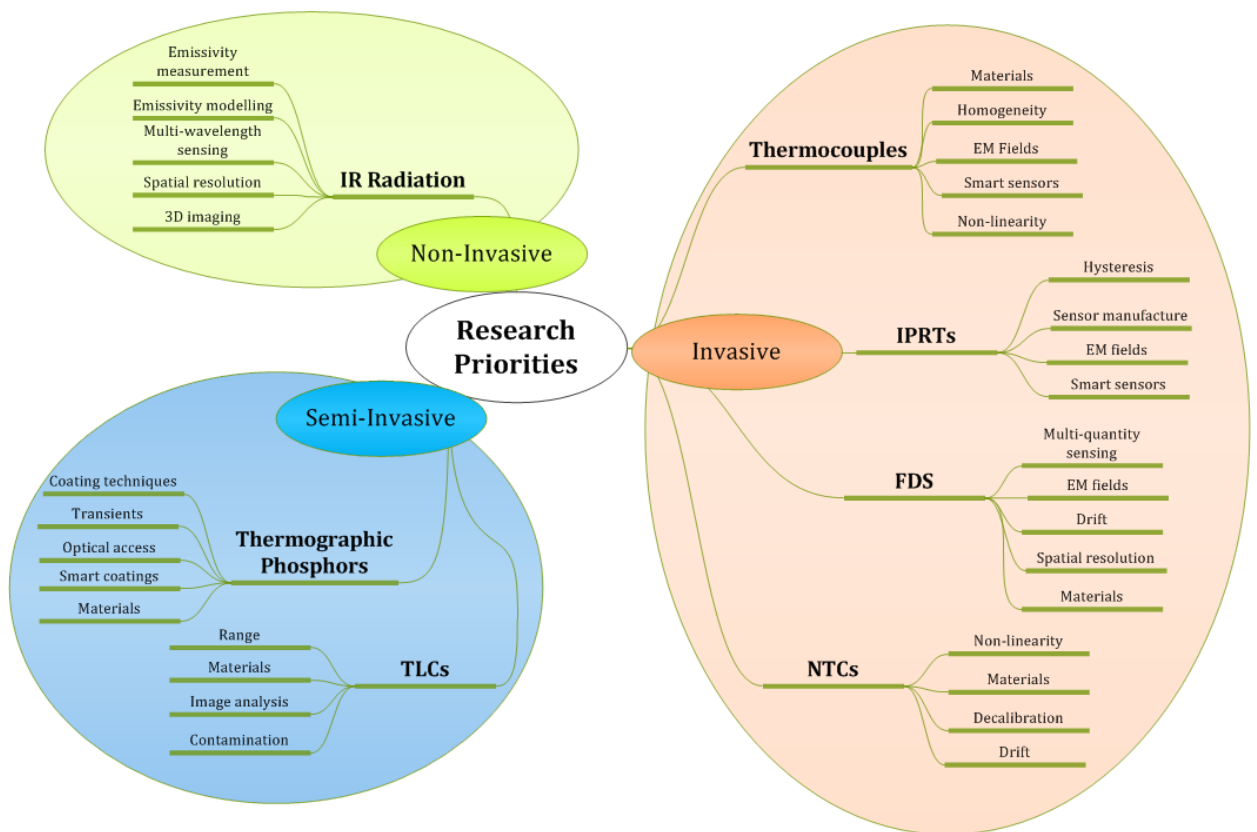 Emissivity
measurement
Emissivity modelling
Multi-wavelength
sensing
Spatial resolution
3D imaging
IR Radiation
Non-Invasive
Research
Priorities
Semi-Invasive
Coating techniques
Transients
Optical access
Smart coatings
Materials
Thermographic
Phosphors
Range
Materials
Image analysis
Contamination
TLCs
Invasive
Thermocouples
Materials
Homogeneity
EM Fields
Smart sensors
Non-linearity
IPRTs
Hysteresis
Sensor manufacture
EM fields
Smart sensors
FDS
Multi-quantity
sensing
EM fields
Drift
Spatial resolution
Materials
NTCs
Non-linearity
Materials
Decalibration
Drift